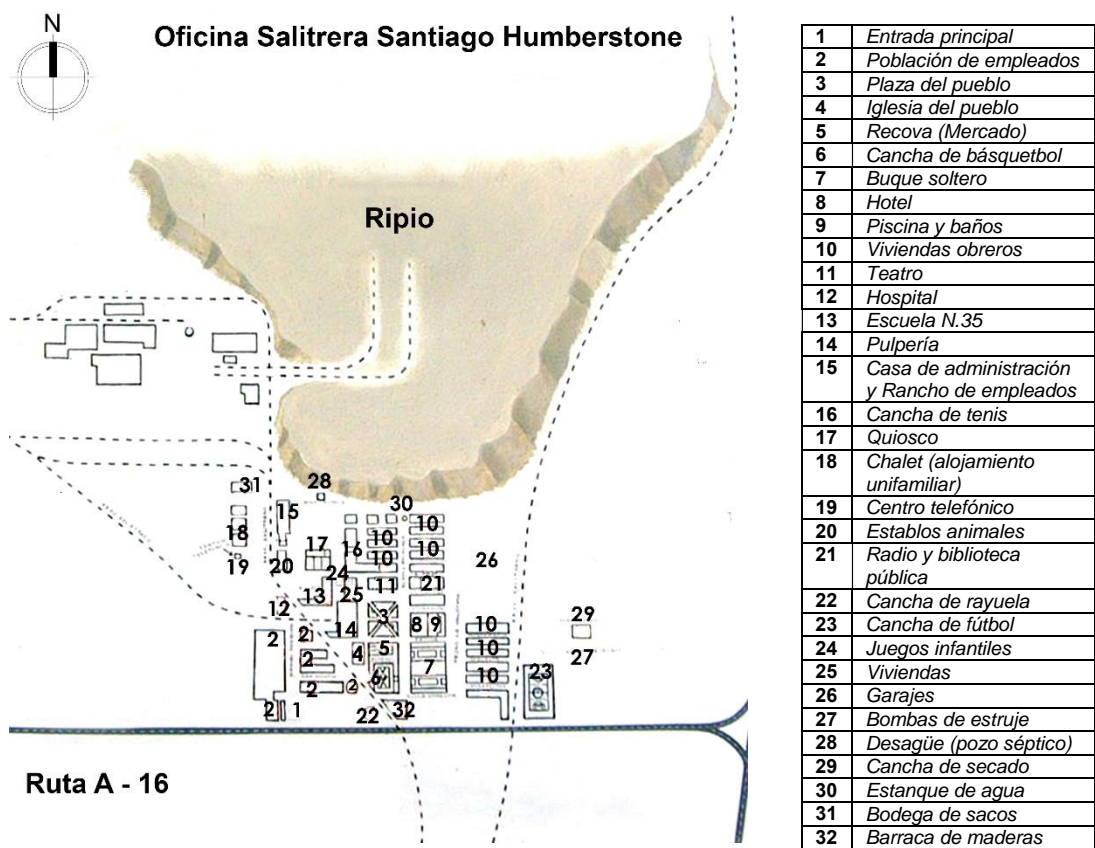 N
Oficina Salitrera Santiago Humberstone
Ripio
31
28
30
15
10
18
17
16
10
10
10
26
19
20
24
11
21
13
25
12
3
29
2
2
14
8
9
10
27
2
4
5
7
10
23
2
6
2
10
2
1
22
32
Ruta A - 16
1 Entrada principal
2 Población de empleados
3 Plaza del pueblo
4 Iglesia del pueblo
5 Recova (Mercado)
6 Cancha de básquetbol
7 Buque soltero
8 Hotel
9 Piscina y baños
10 Viviendas obreros
11 Teatro
12 Hospital
13 Escuela N.35
14 Pulpería
15 Casa de administración
y Rancho de empleados
16 Cancha de tenis
17 Quiosco
18 Chalet (alojamiento
unifamiliar)
19 Centro telefónico
20 Establos animales
21 Radio y biblioteca
pública
22 Cancha de rayuela
23 Cancha de fútbol
24 Juegos infantiles
25 Viviendas
26 Garajes
27 Bombas de estruje
28 Desagüe (pozo séptico)
29 Cancha de secado
30 Estanque de agua
31 Bodega de sacos
32 Barraca de maderas